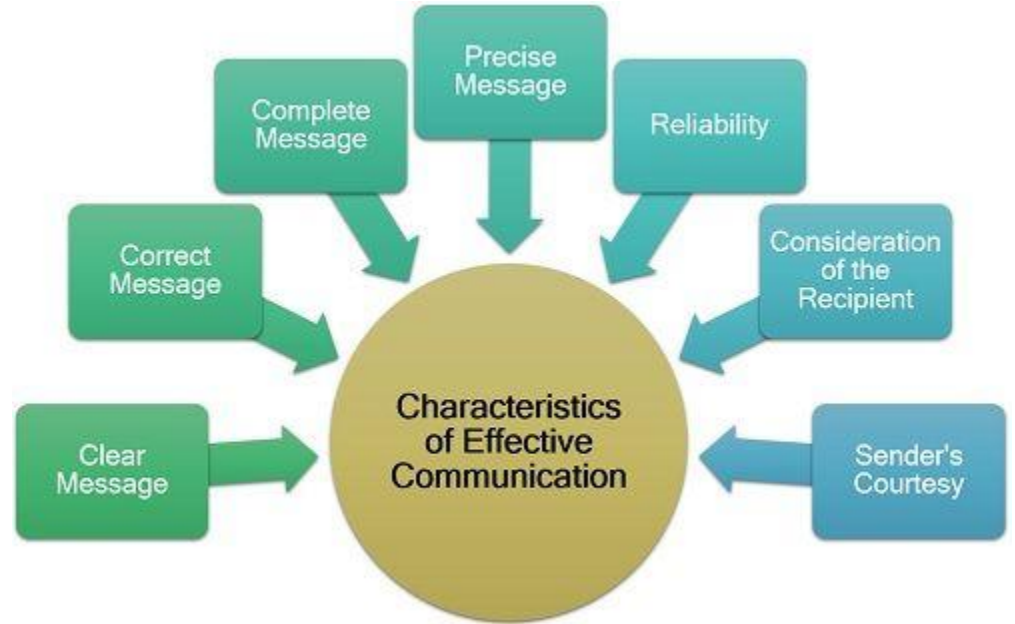 Precise
Message
Complete
Message
Reliability
Correct
Message
Consideration
of the
Recipient
Characteristics
of Effective
Communication
Clear
Message
Sender's
Courtesy